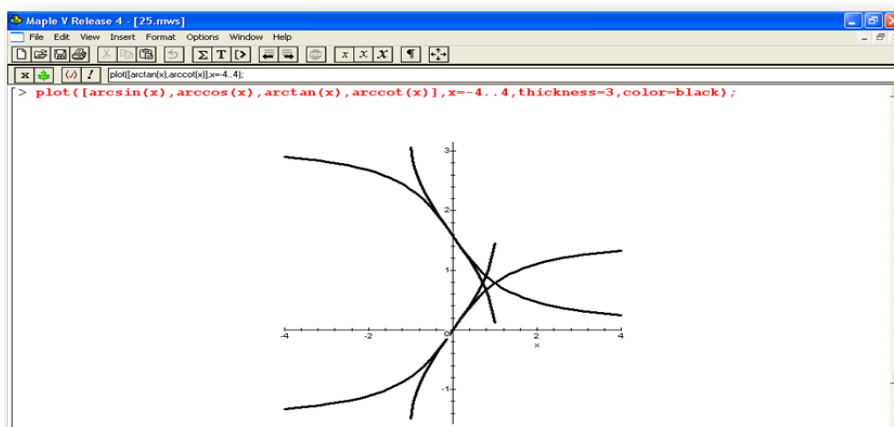 Maple V Release 4 - [25.mws]
File Edit View Insert Format Options Window Help
Σ T [> x x x ¶
x (√) ! plot([arctan(x),arccot(x)],x=-4..4);
[> plot([arcsin(x),arccos(x),arctan(x),arccot(x)],x=-4..4,thickness=3,color=black);
3
2
1
-4 -2 0 2 4
x
-1